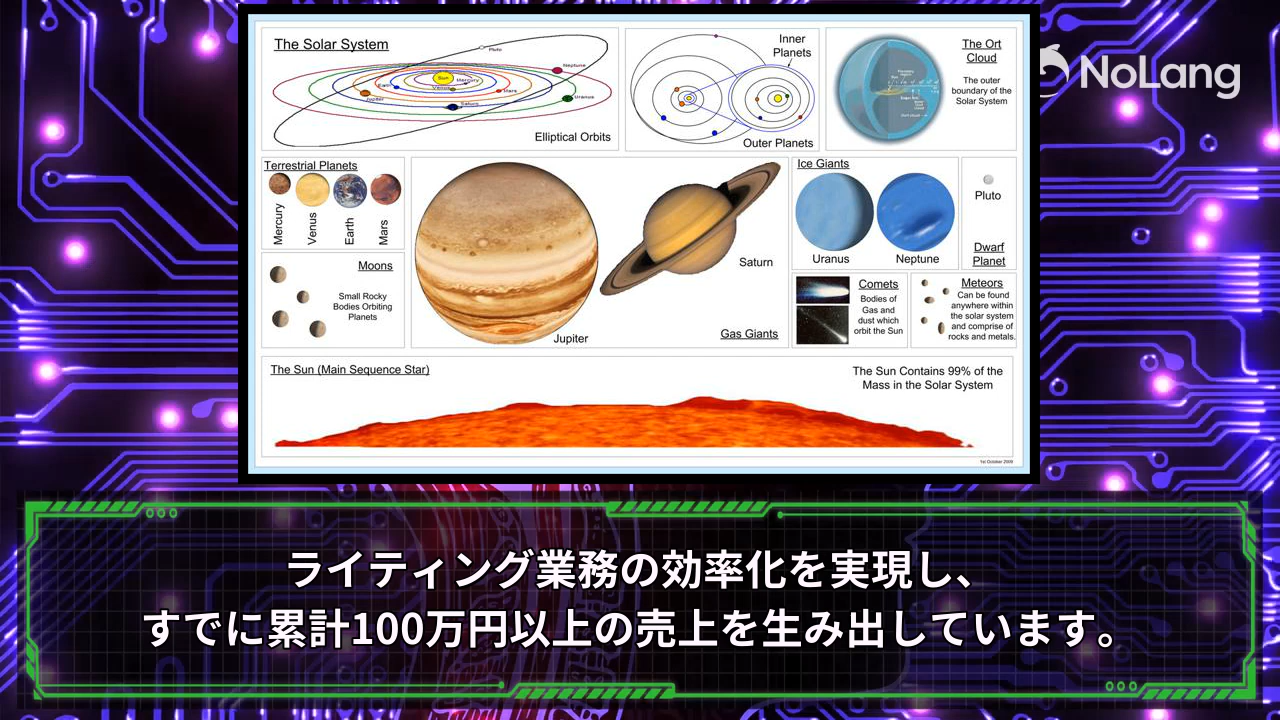 The Solar System
Pluto
Neptune
Sun
Mercury
Venus
Earth
Mars
Jupiter
Saturn
Uranus
Elliptical Orbits
Inner
Planets
Outer Planets
The Ort
Cloud
The outer
boundary of the
Solar System
NoLang
Terrestrial Planets
Mercury
Venus
Earth
Mars
Moons
Small Rocky
Bodies Orbiting
Planets
Jupiter
Saturn
Gas Giants
Ice Giants
Uranus
Neptune
Pluto
Dwarf
Planet
Comets
Bodies of
Gas and
dust which
orbit the Sun
Meteors
Can be found
anywhere within
the solar system
and comprise of
rocks and metals.
The Sun (Main Sequence Star)
The Sun Contains 99% of the
Mass in the Solar System
1st October 2009
ライティング業務の効率化を実現し、
すでに累計100万円以上の売上を生み出しています。